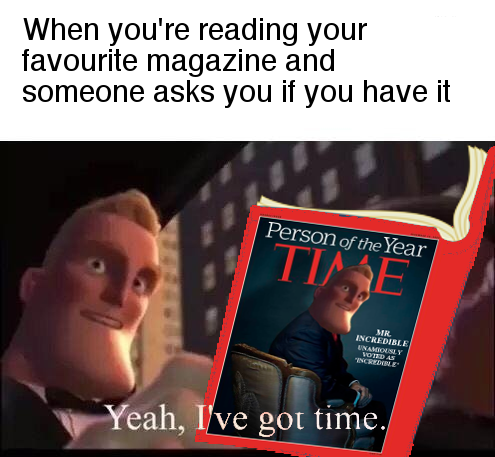 When you're reading your
favourite magazine and
someone asks you if you have it
Person of the Year
TIME
MR.
INCREDIBLE
UNAMIOUSLY
VOTED AS
"INCREDIBLE"
Yeah, I've got time.